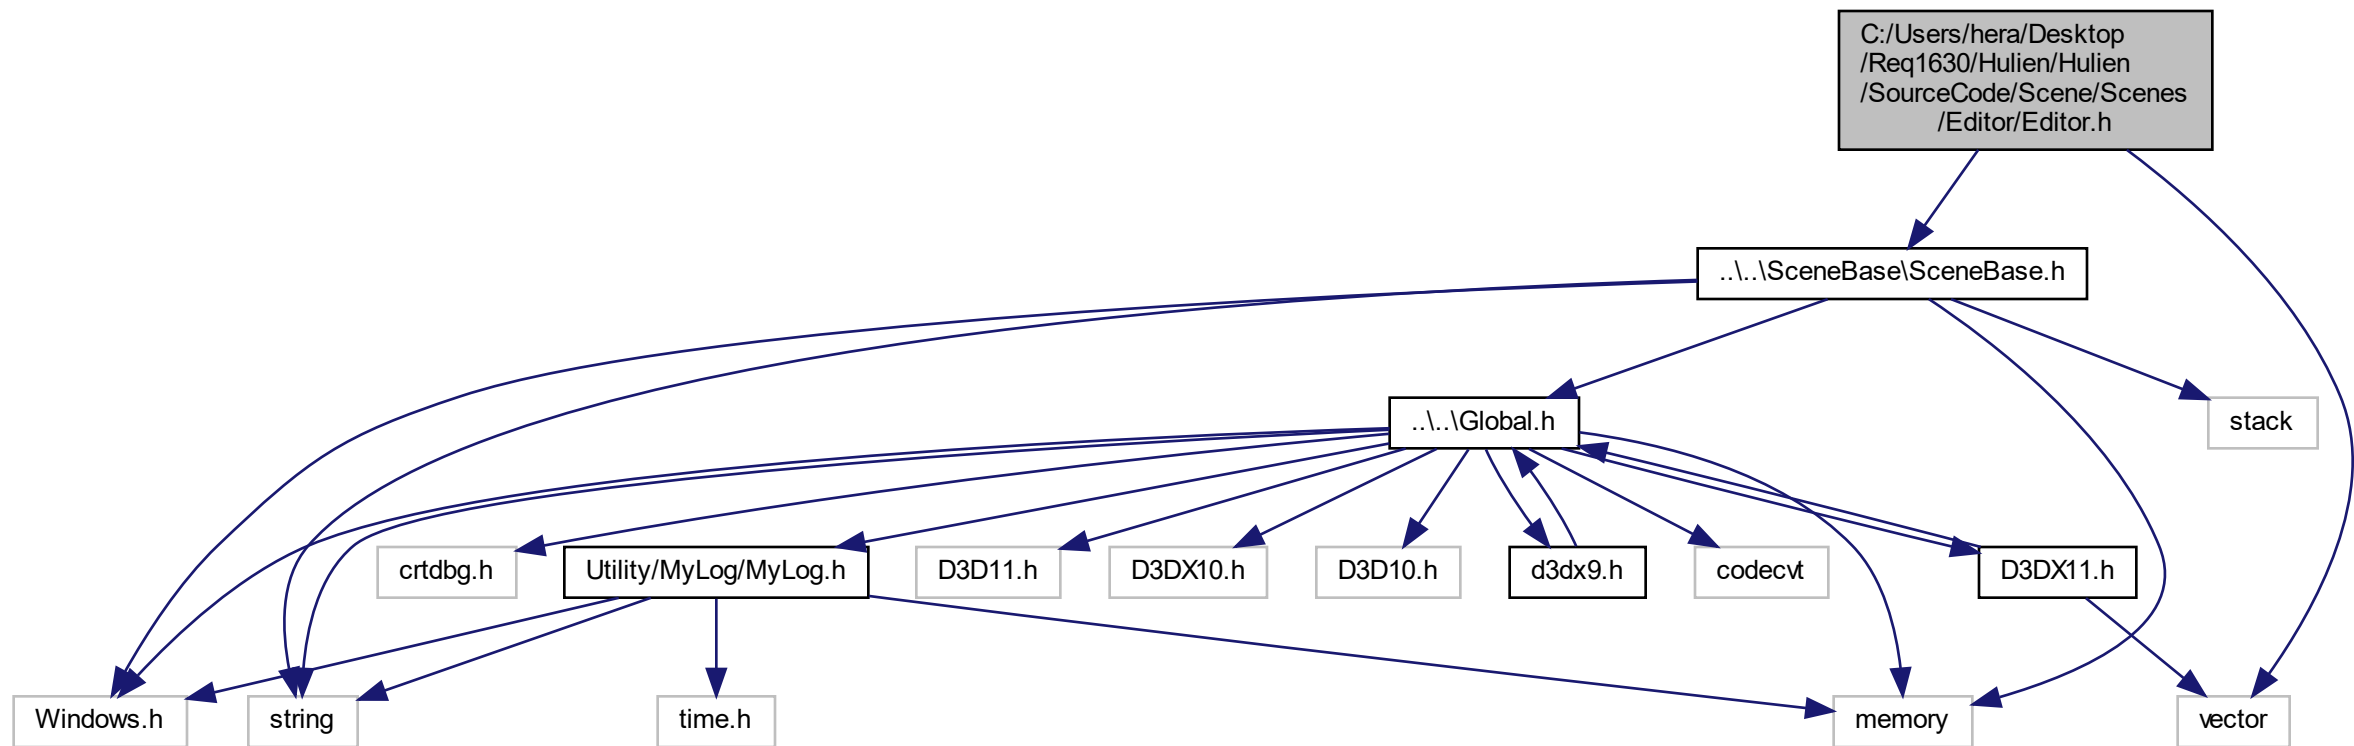 C:/Users/hera/Desktop
/Req1630/Hulien/Hulien
/SourceCode/Scene/Scenes
/Editor/Editor.h
..\..\SceneBase\SceneBase.h
..\..\Global.h
stack
crtdbg.h
Utility/MyLog/MyLog.h
D3D11.h
D3DX10.h
D3D10.h
d3dx9.h
codecvt
D3DX11.h
Windows.h
string
time.h
memory
vector